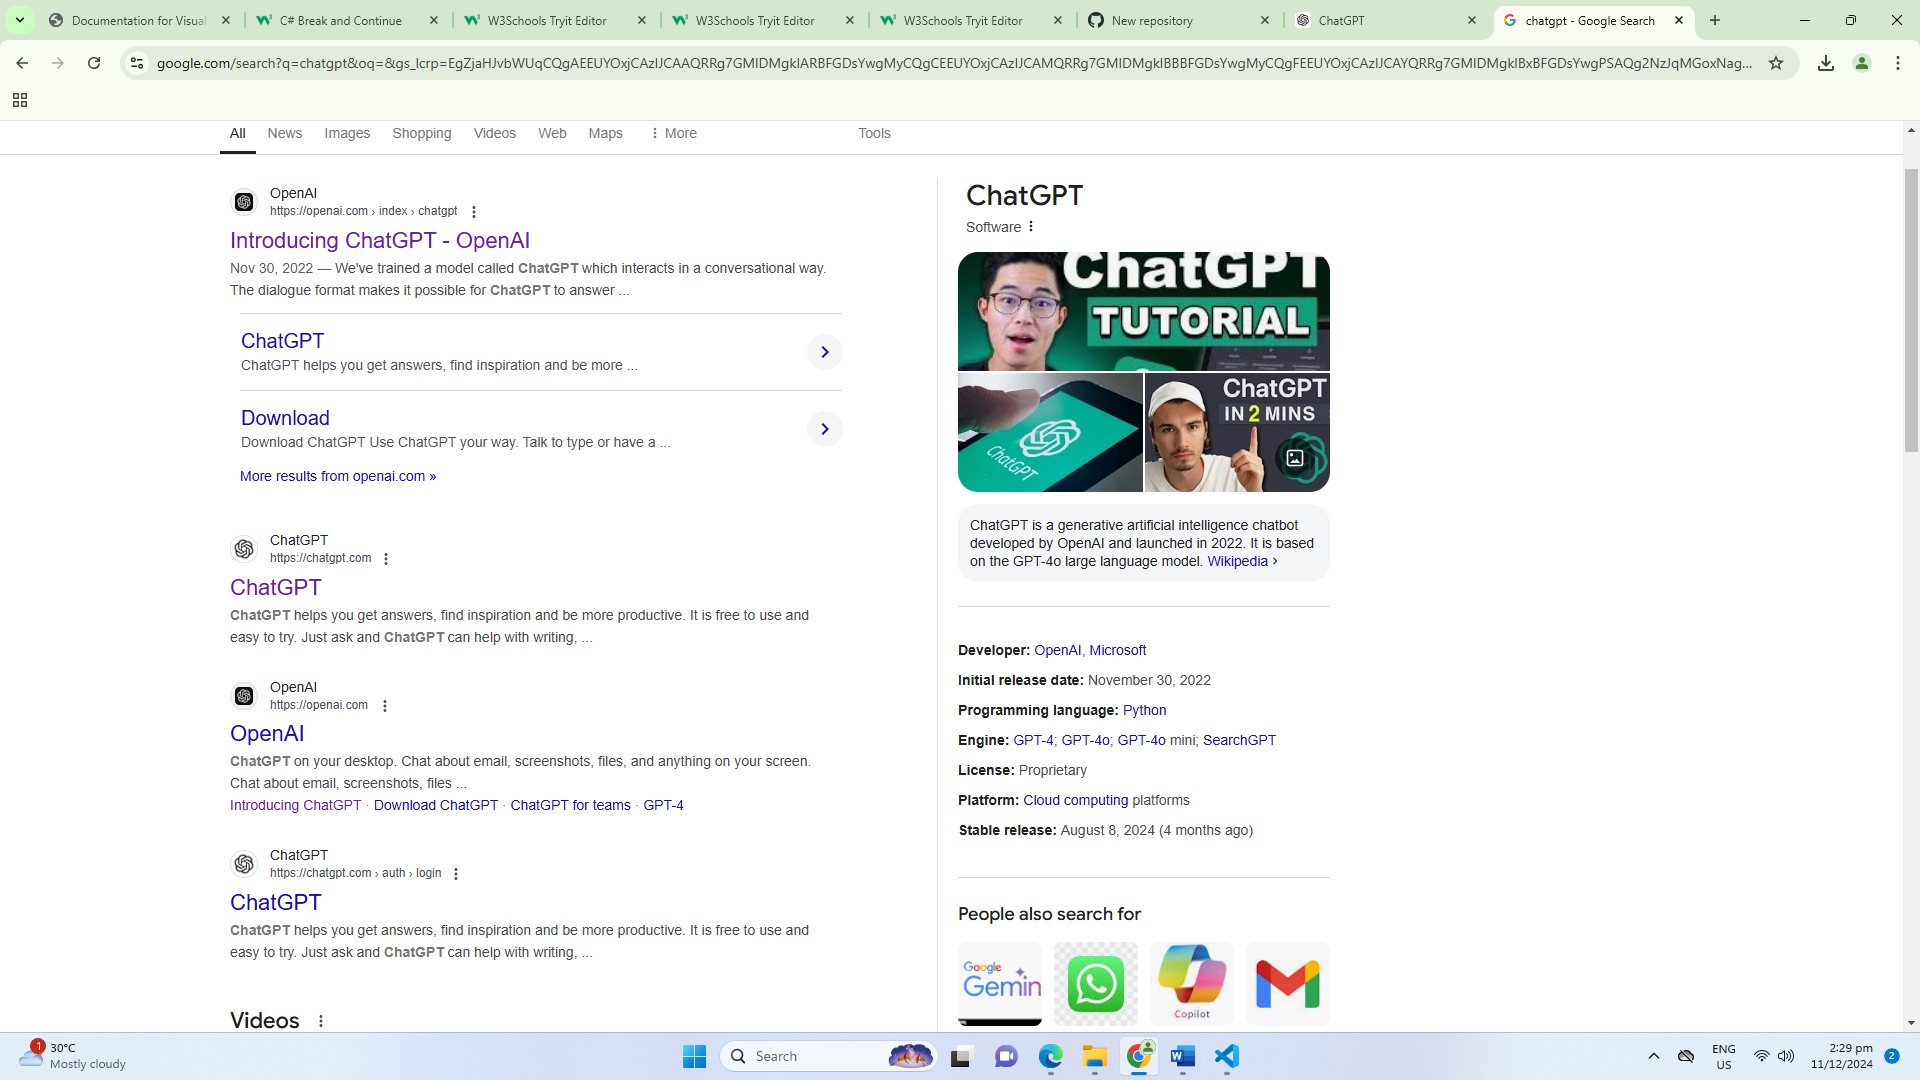 Documentation for Visual
C# Break and Continue
W3Schools Tryit Editor
W3Schools Tryit Editor
W3Schools Tryit Editor
New repository
ChatGPT
chatgpt - Google Search
All
News
Images
Shopping
Videos
Web
Maps
More
Tools
OpenAI
https://openai.com › index › chatgpt
Introducing ChatGPT - OpenAI
Nov 30, 2022 — We've trained a model called ChatGPT which interacts in a conversational way.
The dialogue format makes it possible for ChatGPT to answer ...
ChatGPT
ChatGPT helps you get answers, find inspiration and be more ...
Download
Download ChatGPT Use ChatGPT your way. Talk to type or have a ...
More results from openai.com »
ChatGPT
https://chatgpt.com
ChatGPT
ChatGPT helps you get answers, find inspiration and be more productive. It is free to use and
easy to try. Just ask and ChatGPT can help with writing, ...
OpenAI
https://openai.com
OpenAI
ChatGPT on your desktop. Chat about email, screenshots, files, and anything on your screen.
Chat about email, screenshots, files ...
Introducing ChatGPT · Download ChatGPT · ChatGPT for teams · GPT-4
ChatGPT
https://chatgpt.com › auth › login
ChatGPT
ChatGPT helps you get answers, find inspiration and be more productive. It is free to use and
easy to try. Just ask and ChatGPT can help with writing, ...
Videos
ChatGPT
Software
ChatGPT
TUTORIAL
ChatGPT
ChatGPT
IN 2 MINS
ChatGPT is a generative artificial intelligence chatbot
developed by OpenAI and launched in 2022. It is based
on the GPT-4o large language model. Wikipedia ›
Developer: OpenAI, Microsoft
Initial release date: November 30, 2022
Programming language: Python
Engine: GPT-4; GPT-4o; GPT-4o mini; SearchGPT
License: Proprietary
Platform: Cloud computing platforms
Stable release: August 8, 2024 (4 months ago)
People also search for
Google
Gemin
Copilot
1
30°C
Mostly cloudy
Search
ENG
US
2:29 pm
11/12/2024
2